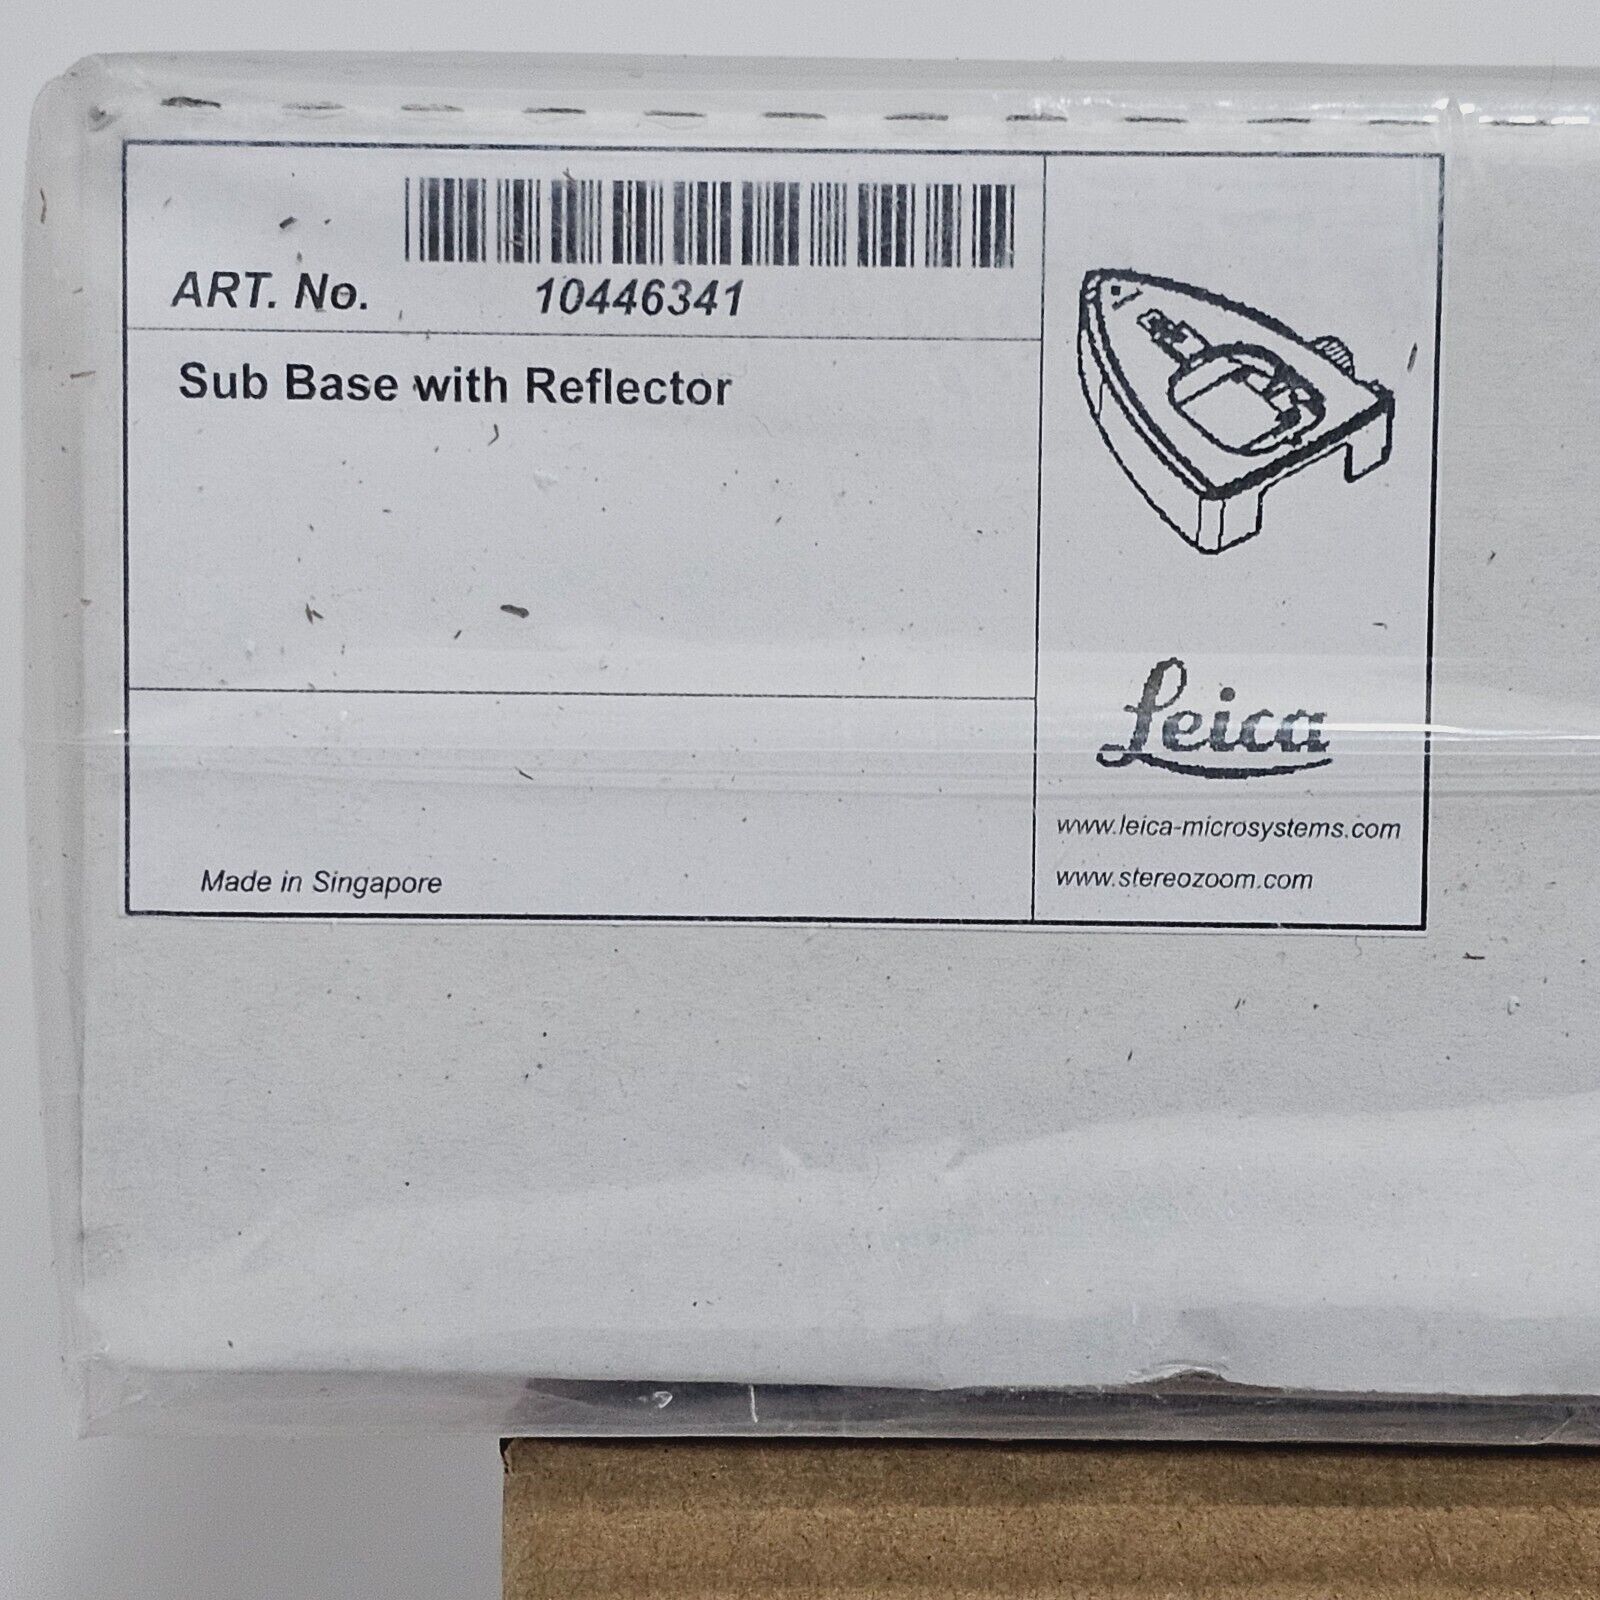 ART. No. 10446341
Sub Base with Reflector
Made in Singapore
Leica
www.leica-microsystems.com
www.stereozoom.com